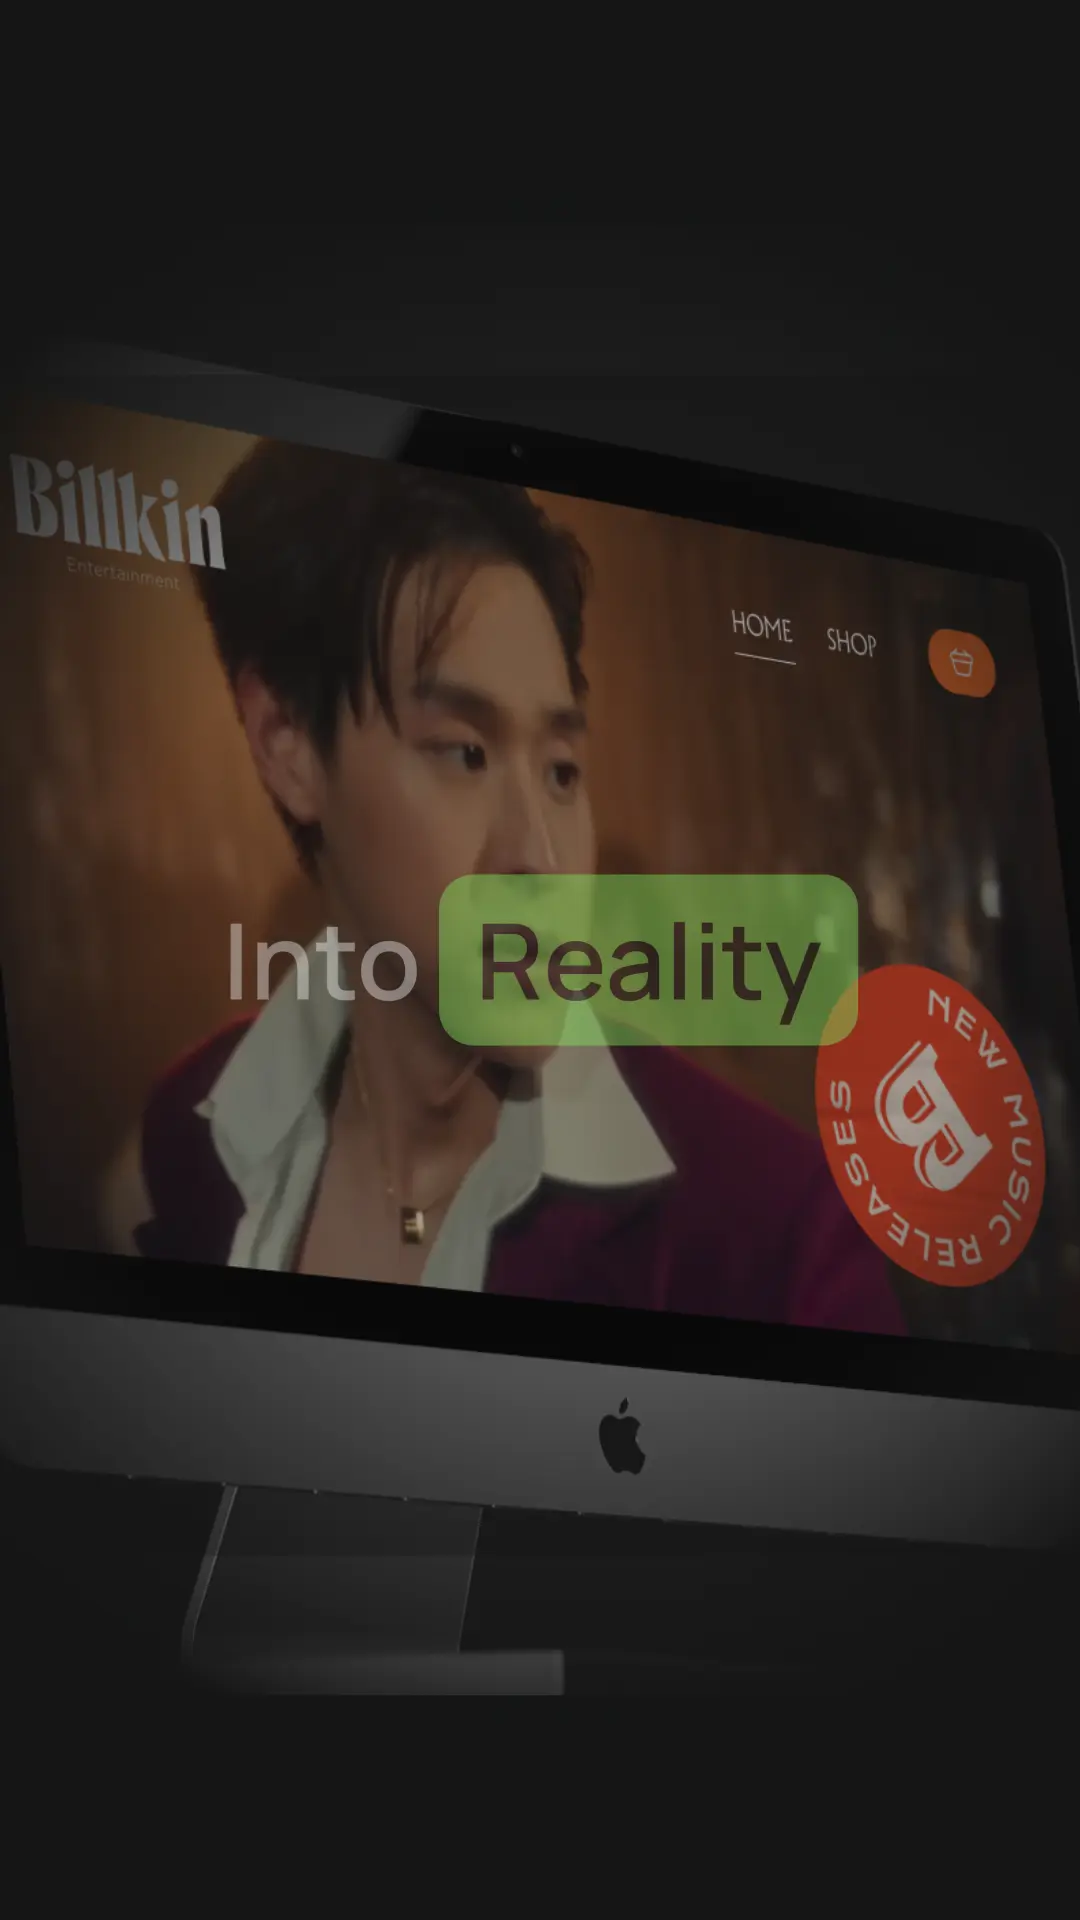 Billkin
Entertainment
HOME
SHOP
Into Reality
NEW MUSIC RELEASES
B